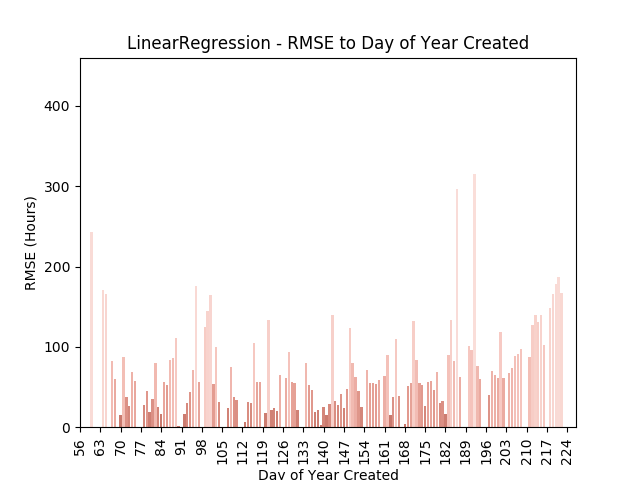 LinearRegression - RMSE to Day of Year Created
RMSE (Hours)
400
300
200
100
0
56 63 70 77 84 91 98 105 112 119 126 133 140 147 154 161 168 175 182 189 196 203 210 217 224
Day of Year Created